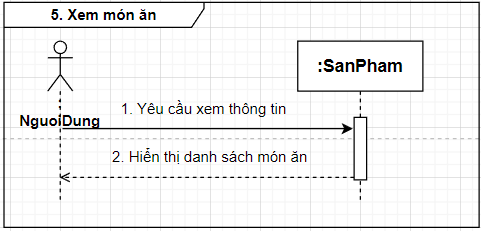 5. Xem món ăn
:SanPham
1. Yêu cầu xem thông tin
NguoiDung
2. Hiển thị danh sách món ăn